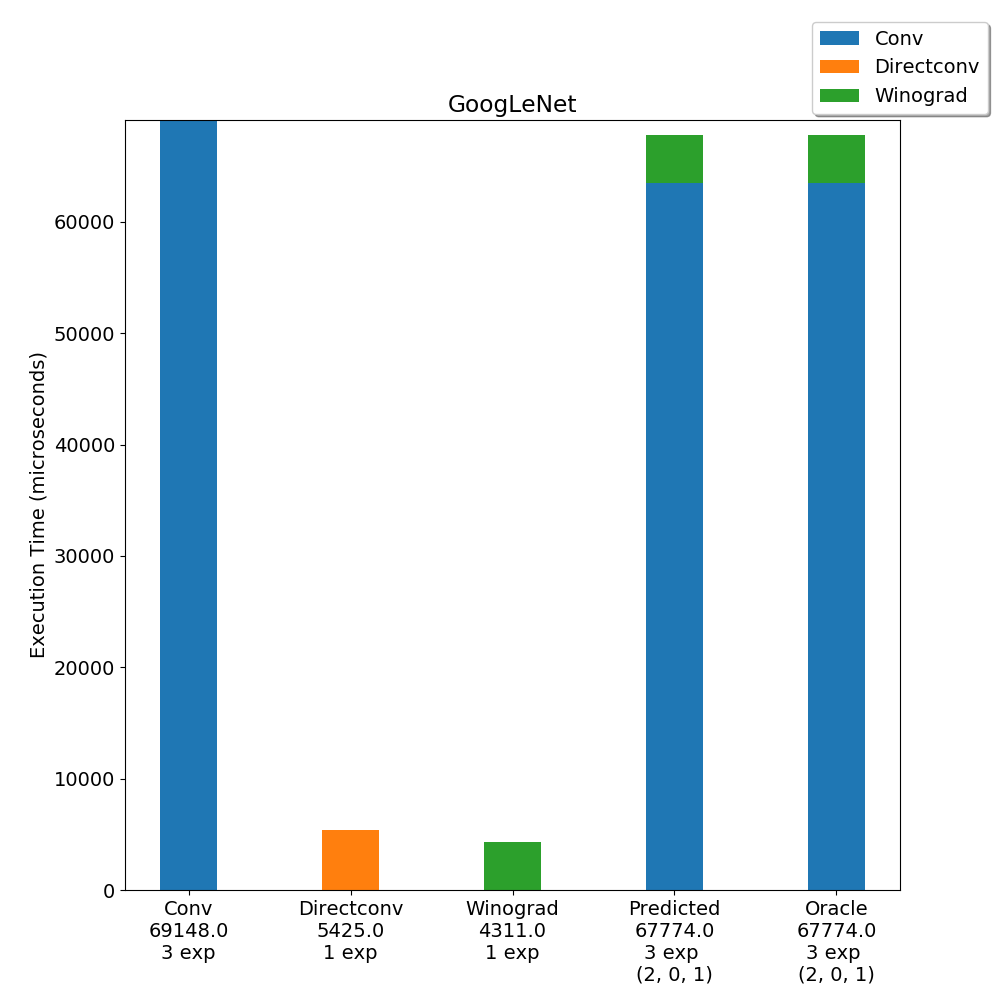 Conv
Directconv
Winograd
GoogLeNet
Execution Time (microseconds)
60000
50000
40000
30000
20000
10000
0
Conv
69148.0
3 exp
Directconv
5425.0
1 exp
Winograd
4311.0
1 exp
Predicted
67774.0
3 exp
(2, 0, 1)
Oracle
67774.0
3 exp
(2, 0, 1)